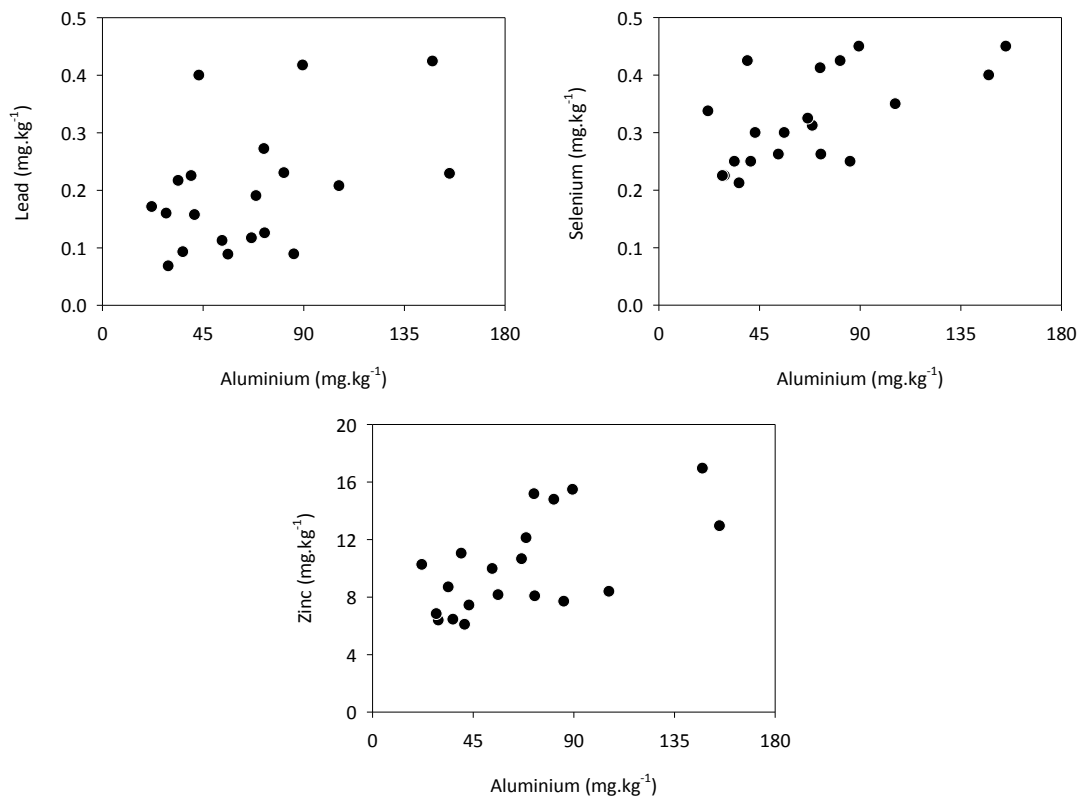 0.5
0.4
0.3
0.2
0.1
0.0
Lead (mg.kg⁻¹)
0 45 90 135 180
Aluminium (mg.kg⁻¹)
0.5
0.4
0.3
0.2
0.1
0.0
Selenium (mg.kg⁻¹)
0 45 90 135 180
Aluminium (mg.kg⁻¹)
20
16
12
8
4
0
Zinc (mg.kg⁻¹)
0 45 90 135 180
Aluminium (mg.kg⁻¹)